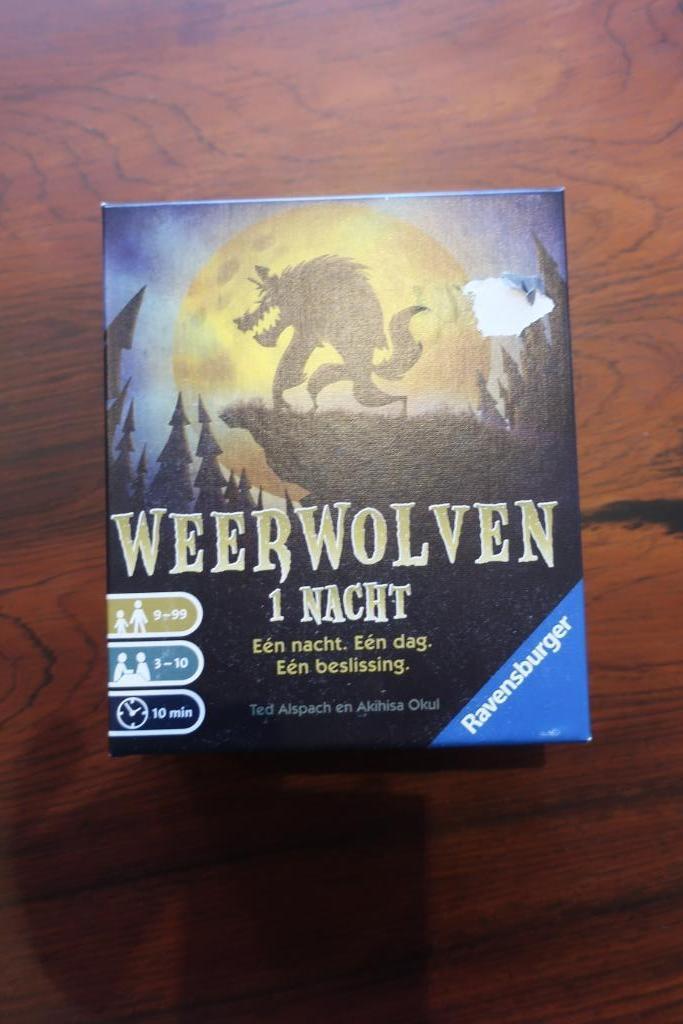 WEERWOLVEN
1 NACHT
Eén nacht. Eén dag.
Eén beslissing.
9-99
3-10
10 min
Ted Alspach en Akihisa Okui
Ravensburger